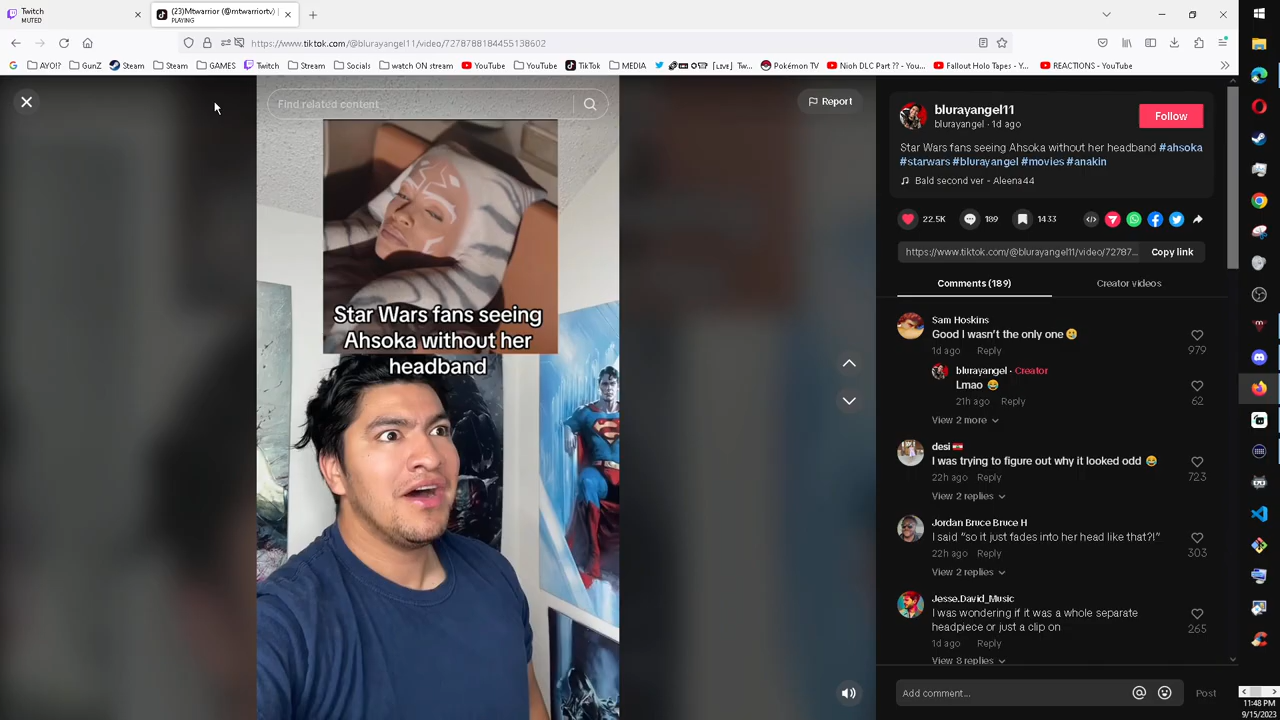 Twitch
MUTED
(23)Mtwarrior (@mtwarriortv) |
PLAYING
https://www.tiktok.com/@blurayangel11/video/7278788184455138602
AYO!?
GunZ
Steam
Steam
GAMES
Twitch
Stream
Socials
watch ON stream
YouTube
YouTube
TikTok
MEDIA
Pokémon TV
Nioh DLC Part ?? - You...
Fallout Holo Tapes - Y...
REACTIONS - YouTube
Find related content
Report
Star Wars fans seeing
Ahsoka without her
headband
blurayangel11
blurayangel · 1d ago
Follow
Star Wars fans seeing Ahsoka without her headband #ahsoka
#starwars #blurayangel #movies #anakin
Bald second ver - Aleena44
22.5K
189
1433
https://www.tiktok.com/@blurayangel11/video/72787...
Copy link
Comments (189)
Creator videos
Sam Hoskins
Good I wasn't the only one 🥲
1d ago Reply
979
blurayangel · Creator
Lmao 😂
21h ago Reply
62
View 2 more
desi 🇱🇧
I was trying to figure out why it looked odd 😂
22h ago Reply
723
View 2 replies
Jordan Bruce Bruce H
I said "so it just fades into her head like that?!"
22h ago Reply
303
View 2 replies
Jesse.David_Music
I was wondering if it was a whole separate
headpiece or just a clip on
1d ago Reply
265
View 8 replies
Add comment...
Post
11:48 PM
9/15/2023